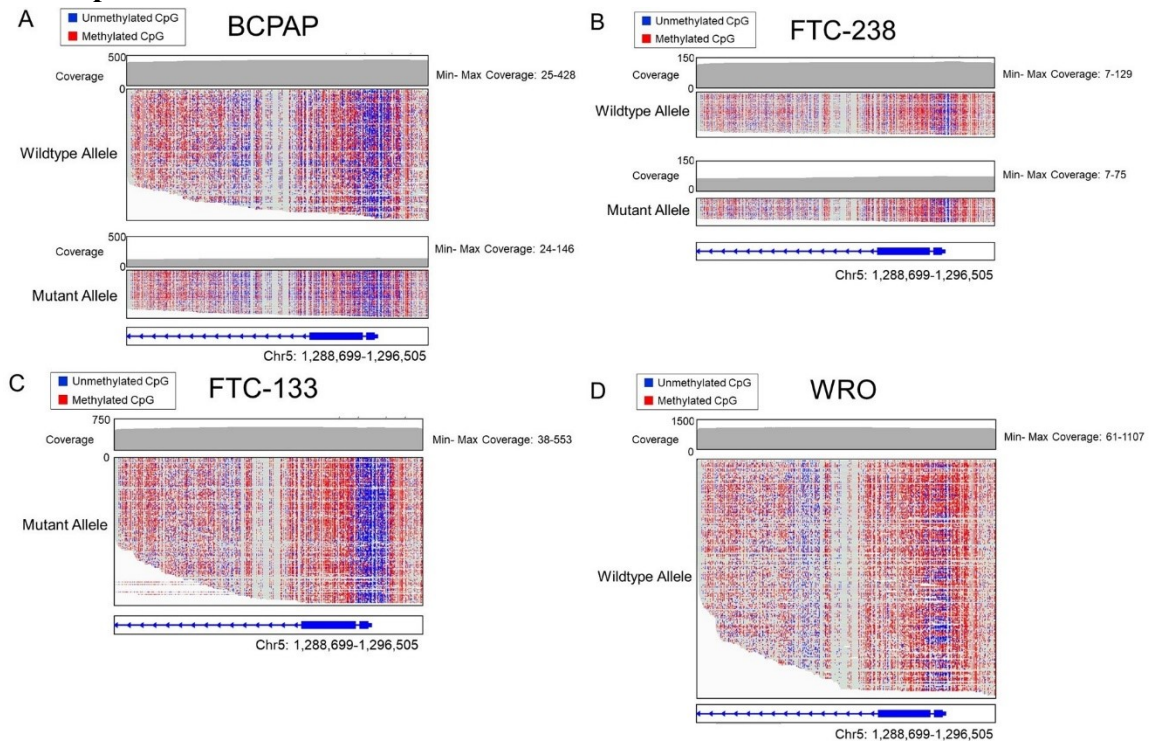 A
Unmethylated CpG
Methylated CpG
BCPAP
500
Coverage
0
Min- Max Coverage: 25-428
Wildtype Allele
500
Coverage
0
Min- Max Coverage: 24-146
Mutant Allele
Chr5: 1,288,699-1,296,505
B
Unmethylated CpG
Methylated CpG
FTC-238
150
Coverage
0
Min- Max Coverage: 7-129
Wildtype Allele
150
Coverage
0
Min- Max Coverage: 7-75
Mutant Allele
Chr5: 1,288,699-1,296,505
C
Unmethylated CpG
Methylated CpG
FTC-133
750
Coverage
0
Min- Max Coverage: 38-553
Mutant Allele
Chr5: 1,288,699-1,296,505
D
Unmethylated CpG
Methylated CpG
WRO
1500
Coverage
0
Min- Max Coverage: 61-1107
Wildtype Allele
Chr5: 1,288,699-1,296,505